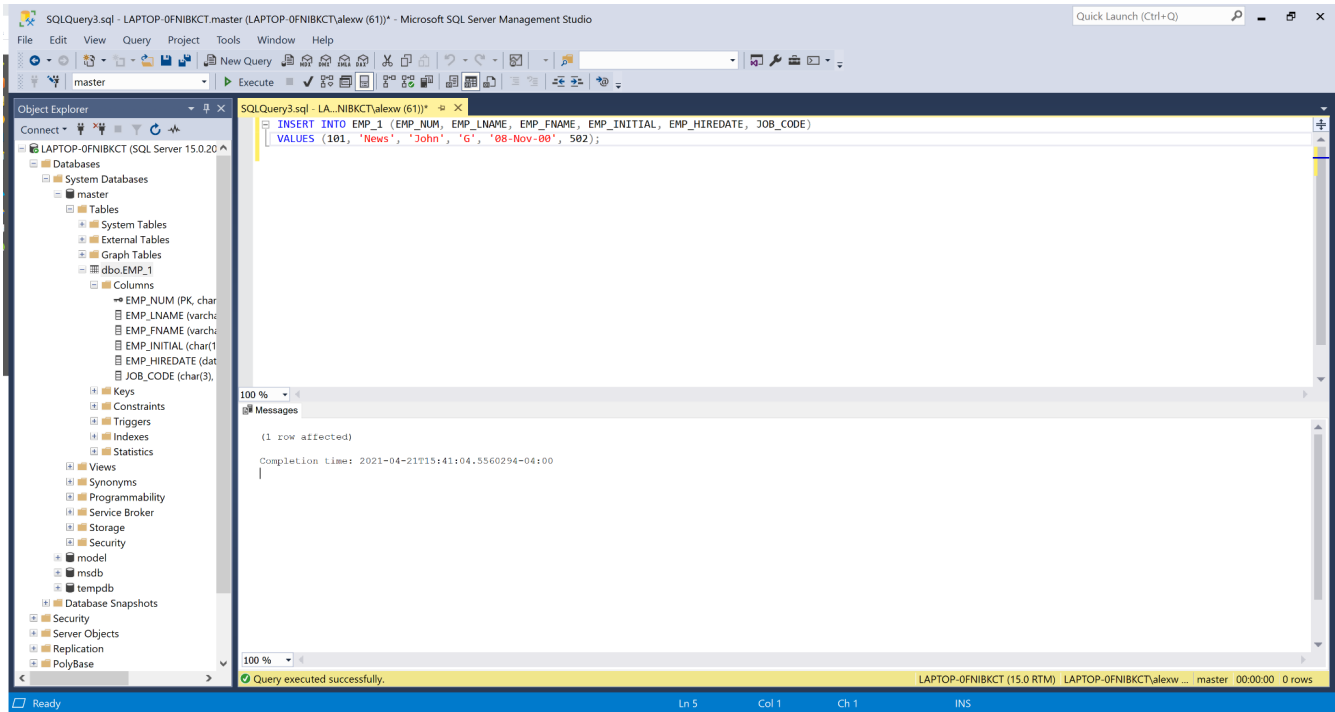 SQLQuery3.sql - LAPTOP-0FNIBKCT.master (LAPTOP-0FNIBKCT\alexw (61))* - Microsoft SQL Server Management Studio
Quick Launch (Ctrl+Q)
File Edit View Query Project Tools Window Help
New Query MDX DMX XMLA DAX
master Execute
Object Explorer
SQLQuery3.sql - LA...NIBKCT\alexw (61))*
Connect
INSERT INTO EMP_1 (EMP_NUM, EMP_LNAME, EMP_FNAME, EMP_INITIAL, EMP_HIREDATE, JOB_CODE)
VALUES (101, 'News', 'John', 'G', '08-Nov-00', 502);
LAPTOP-0FNIBKCT (SQL Server 15.0.20
Databases
System Databases
master
Tables
System Tables
External Tables
Graph Tables
dbo.EMP_1
Columns
EMP_NUM (PK, char
EMP_LNAME (varcha
EMP_FNAME (varcha
EMP_INITIAL (char(1
EMP_HIREDATE (dat
JOB_CODE (char(3),
Keys
Constraints
Triggers
Indexes
Statistics
Views
Synonyms
Programmability
Service Broker
Storage
Security
model
msdb
tempdb
Database Snapshots
Security
Server Objects
Replication
PolyBase
100 %
Messages
(1 row affected)
Completion time: 2021-04-21T15:41:04.5560294-04:00
100 %
Query executed successfully.
LAPTOP-0FNIBKCT (15.0 RTM) LAPTOP-0FNIBKCT\alexw ... master 00:00:00 0 rows
Ready Ln 5 Col 1 Ch 1 INS